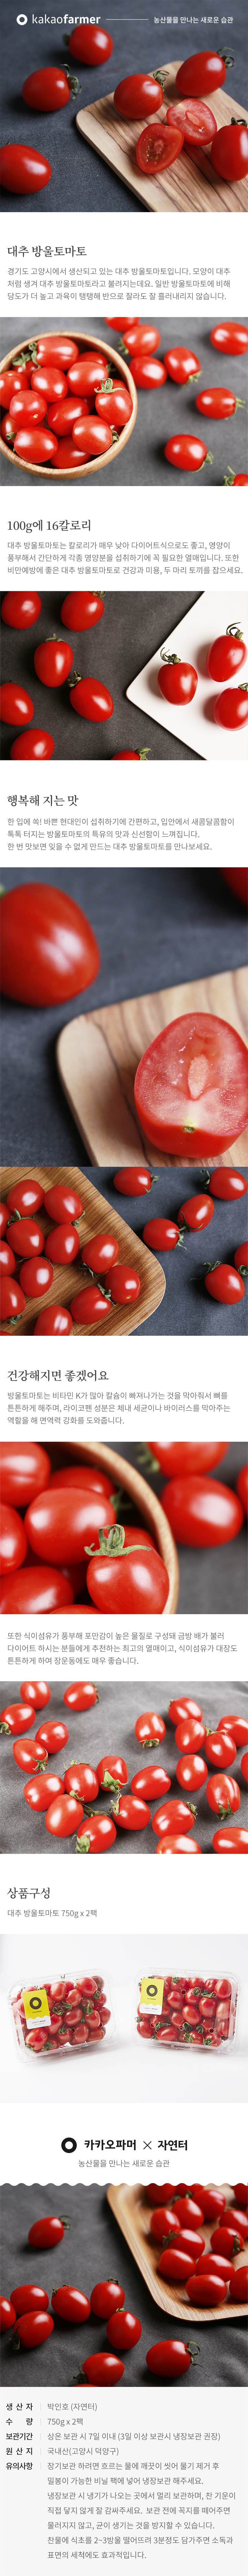 kakaofarmer 농산물을 만나는 새로운 습관
대추 방울토마토
경기도 고양시에서 생산되고 있는 대추 방울토마토입니다. 모양이 대추
처럼 생겨 대추 방울토마토라고 불려지는데요. 일반 방울토마토에 비해
당도가 더 높고 과육이 탱탱해 반으로 잘라도 잘 흘러내리지 않습니다.
100g에 16칼로리
대추 방울토마토는 칼로리가 매우 낮아 다이어트식으로도 좋고, 영양이
풍부해서 간단하게 각종 영양분을 섭취하기에 꼭 필요한 열매입니다. 또한
비만예방에 좋은 대추 방울토마토로 건강과 미용, 두 마리 토끼를 잡으세요.
행복해 지는 맛
한 입에 쏙! 바쁜 현대인이 섭취하기에 간편하고, 입안에서 새콤달콤함이
톡톡 터지는 방울토마토의 특유의 맛과 신선함이 느껴집니다.
한 번 맛보면 잊을 수 없게 만드는 대추 방울토마토를 만나보세요.
건강해지면 좋겠어요
방울토마토는 비타민 K가 많아 칼슘이 빠져나가는 것을 막아줘서 뼈를
튼튼하게 해주며, 라이코펜 성분은 체내 세균이나 바이러스를 막아주는
역할을 해 면역력 강화를 도와줍니다.
또한 식이섬유가 풍부해 포만감이 높은 물질로 구성돼 금방 배가 불러
다이어트 하시는 분들에게 추천하는 최고의 열매이고, 식이섬유가 대장도
튼튼하게 하여 장운동에도 매우 좋습니다.
상품구성
대추 방울토마토 750g x 2팩
카카오파머 × 자연터
농산물을 만나는 새로운 습관
생 산 자 박인호 (자연터)
수 량 750g x 2팩
보관기간 상온 보관 시 7일 이내 (3일 이상 보관시 냉장보관 권장)
원 산 지 국내산(고양시 덕양구)
유의사항 장기보관 하려면 흐르는 물에 깨끗이 씻어 물기 제거 후
밀봉이 가능한 비닐 팩에 넣어 냉장보관 해주세요.
냉장보관 시 냉기가 나오는 곳에서 멀리 보관하며, 찬 기운이
직접 닿지 않게 잘 감싸주세요. 보관 전에 꼭지를 떼어주면
물러지지 않고, 균이 생기는 것을 방지할 수 있습니다.
찬물에 식초를 2~3방울 떨어뜨려 3분정도 담가주면 소독과
표면의 세척에도 효과적입니다.